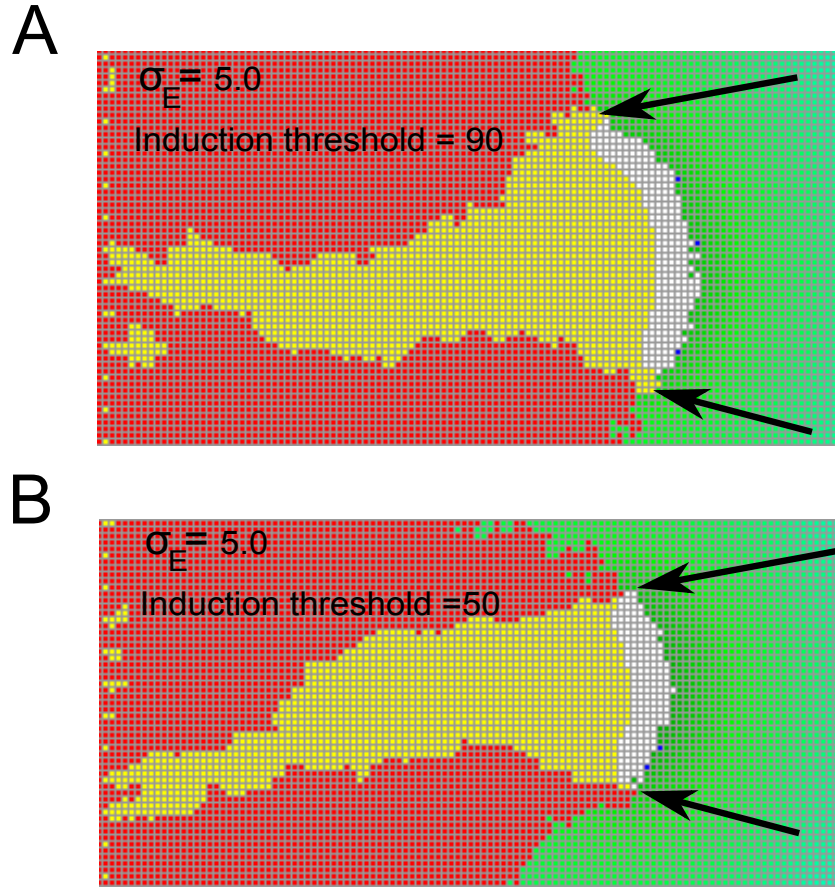 A
σE= 5.0
Induction threshold = 90
B
σE= 5.0
Induction threshold =50